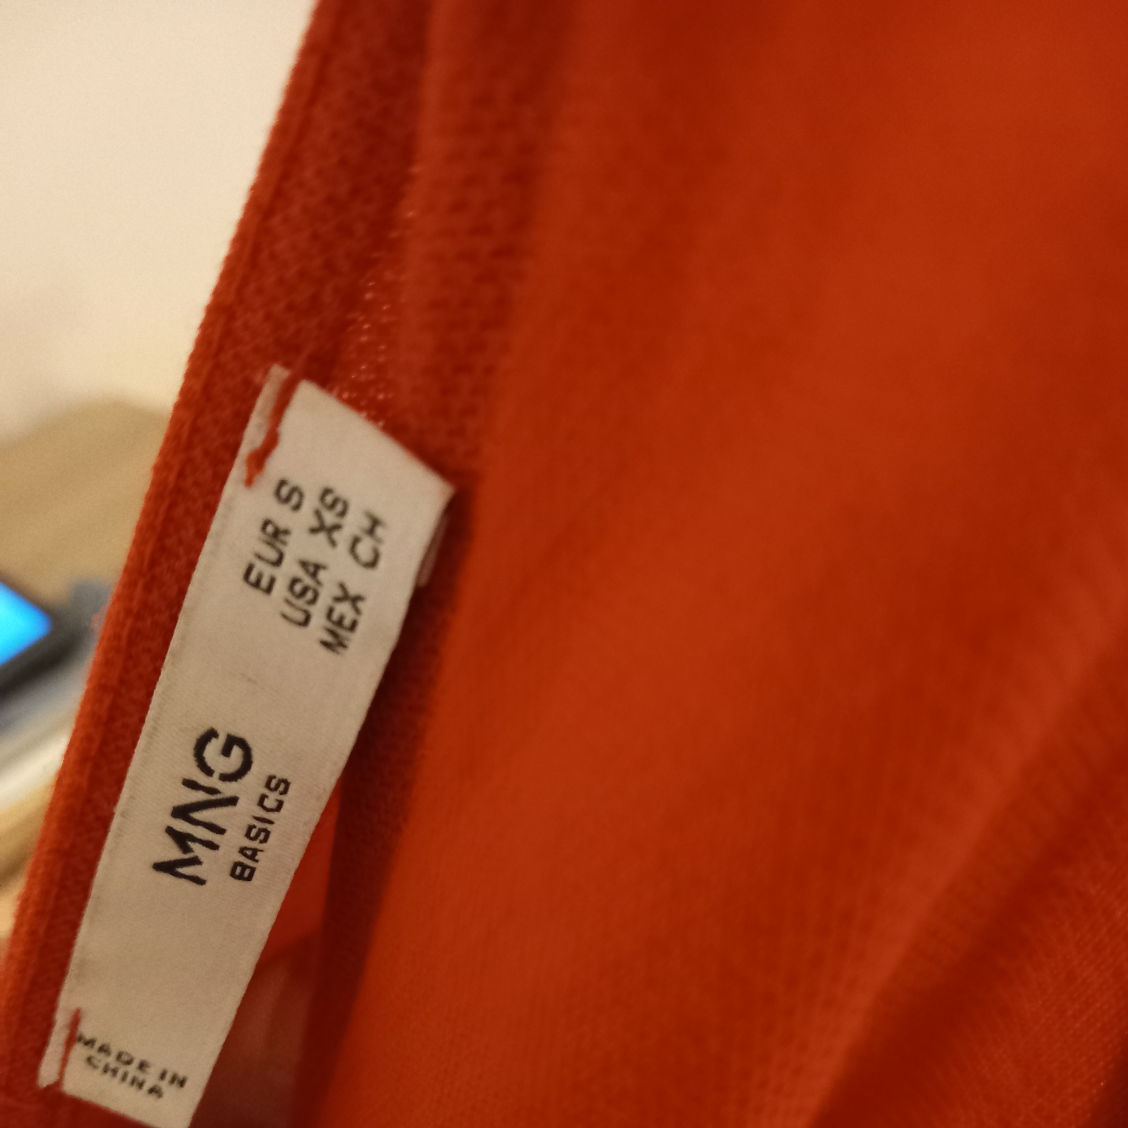 EUR S
USA XS
MEX CH
MNG
BASICS
MADE IN
CHINA